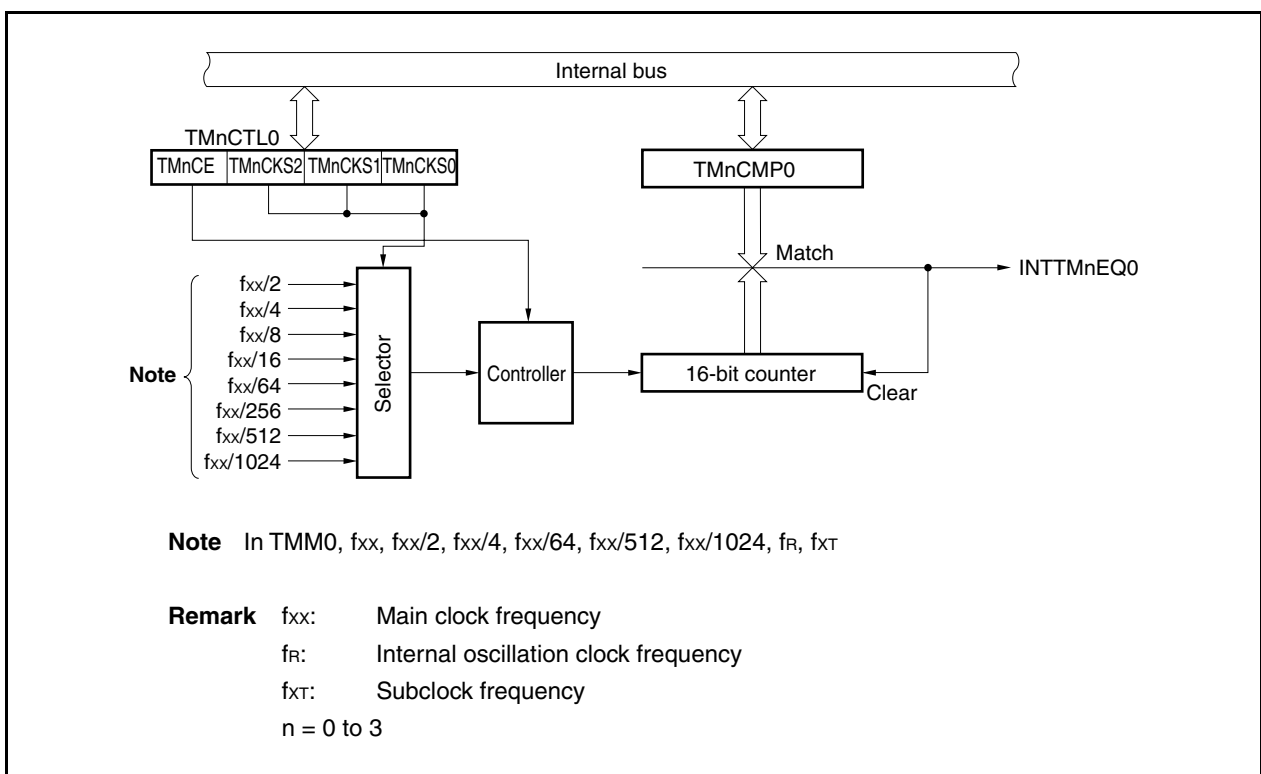 Internal bus
TMnCTL0
TMnCE TMnCKS2 TMnCKS1 TMnCKS0
TMnCMP0
Match
INTTMnEQ0
fxx/2
fxx/4
fxx/8
fxx/16
fxx/64
fxx/256
fxx/512
fxx/1024
Note
Selector
Controller
16-bit counter
Clear
Note In TMM0, fxx, fxx/2, fxx/4, fxx/64, fxx/512, fxx/1024, fR, fXT
Remark fxx: Main clock frequency
fR: Internal oscillation clock frequency
fXT: Subclock frequency
n = 0 to 3